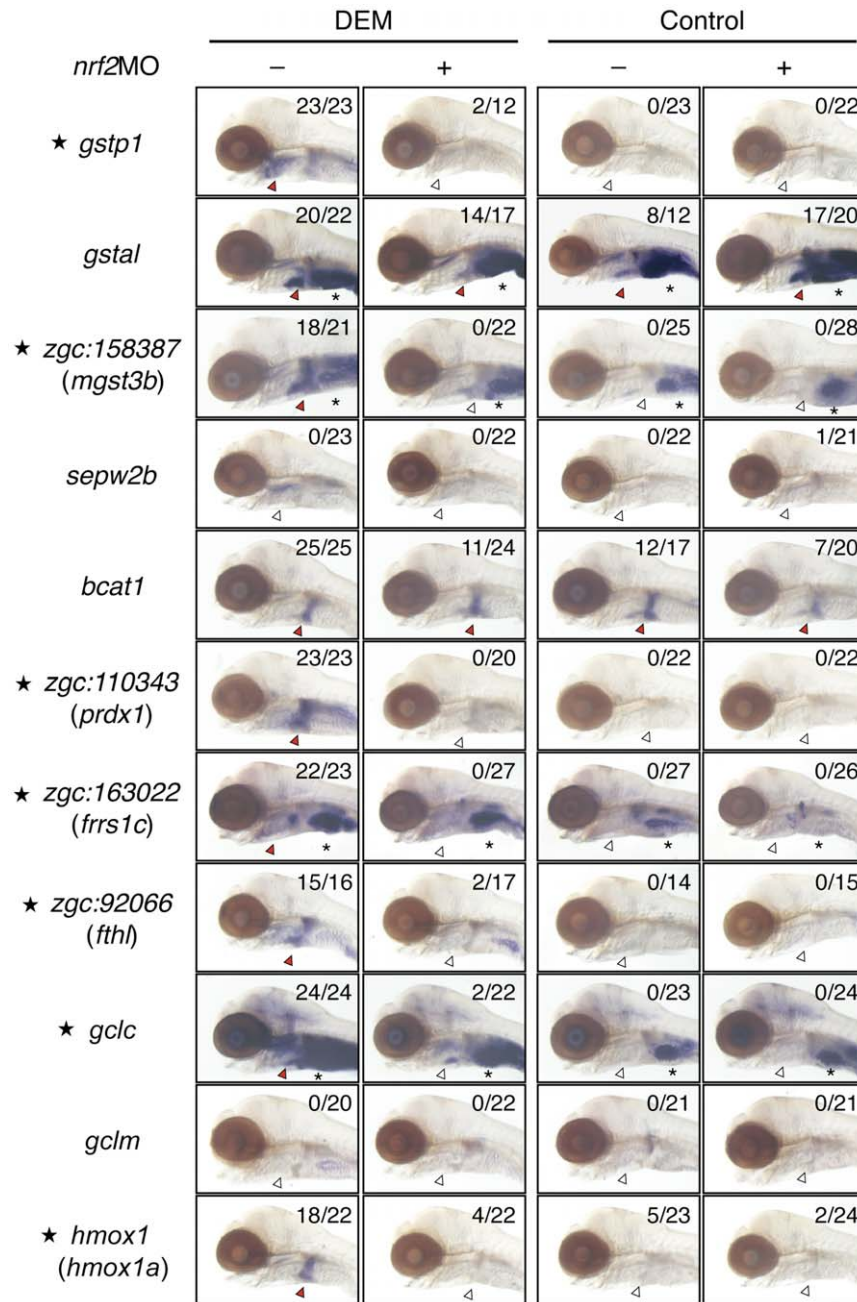 DEM Control
nrf2MO − + − +
★ gstp1 23/23 2/12 0/23 0/22
gstal 20/22 14/17 8/12 17/20
* * * *
★ zgc:158387 18/21 0/22 0/25 0/28
(mgst3b)
* * * *
sepw2b 0/23 0/22 0/22 1/21
bcat1 25/25 11/24 12/17 7/20
★ zgc:110343 23/23 0/20 0/22 0/22
(prdx1)
★ zgc:163022 22/23 0/27 0/27 0/26
(frrs1c)
* * * *
★ zgc:92066 15/16 2/17 0/14 0/15
(fthl)
★ gclc 24/24 2/22 0/23 0/24
* * * *
gclm 0/20 0/22 0/21 0/21
★ hmox1 18/22 4/22 5/23 2/24
(hmox1a)